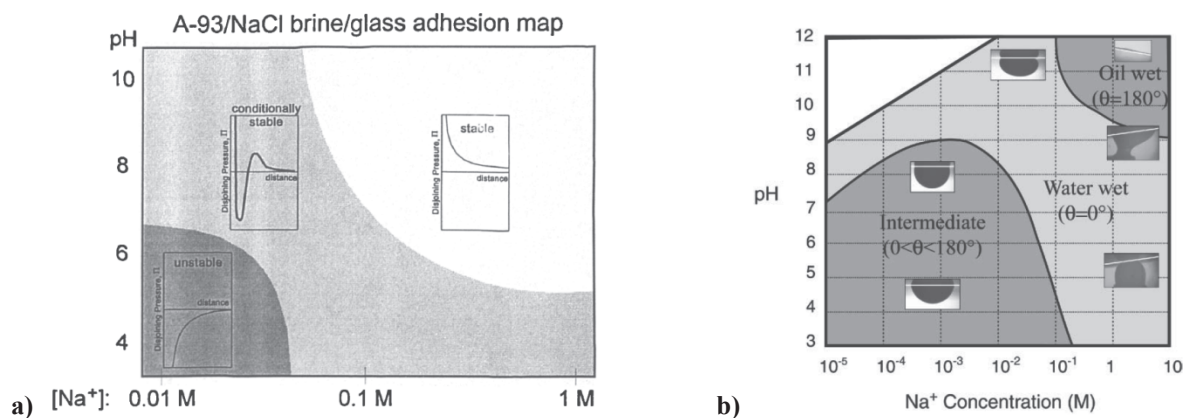 A-93/NaCl brine/glass adhesion map
pH
10
8
6
4
conditionally
stable
Disjoining Pressure, Π
distance
stable
Disjoining Pressure, Π
distance
unstable
Disjoining Pressure, Π
distance
a) [Na⁺]: 0.01 M 0.1 M 1 M
12
11
10
9
8
7
6
5
4
3
pH
Oil wet
(θ=180°)
Water wet
(θ=0°)
Intermediate
(0<θ<180°)
10⁻⁵ 10⁻⁴ 10⁻³ 10⁻² 10⁻¹ 1 10
b) Na⁺ Concentration (M)